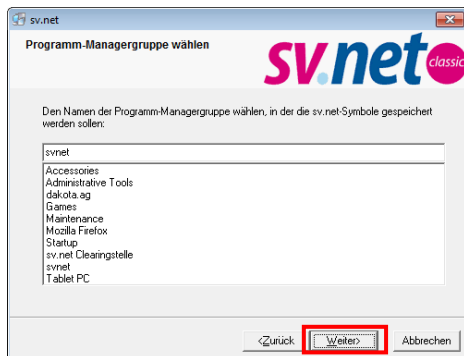 sv.net
Programm-Managergruppe wählen
sv.net classic
Den Namen der Programm-Managergruppe wählen, in der die sv.net-Symbole gespeichert
werden sollen:
svnet
Accessories
Administrative Tools
dakota.ag
Games
Maintenance
Mozilla Firefox
Startup
sv.net Clearingstelle
svnet
Tablet PC
<Zurück
Weiter>
Abbrechen